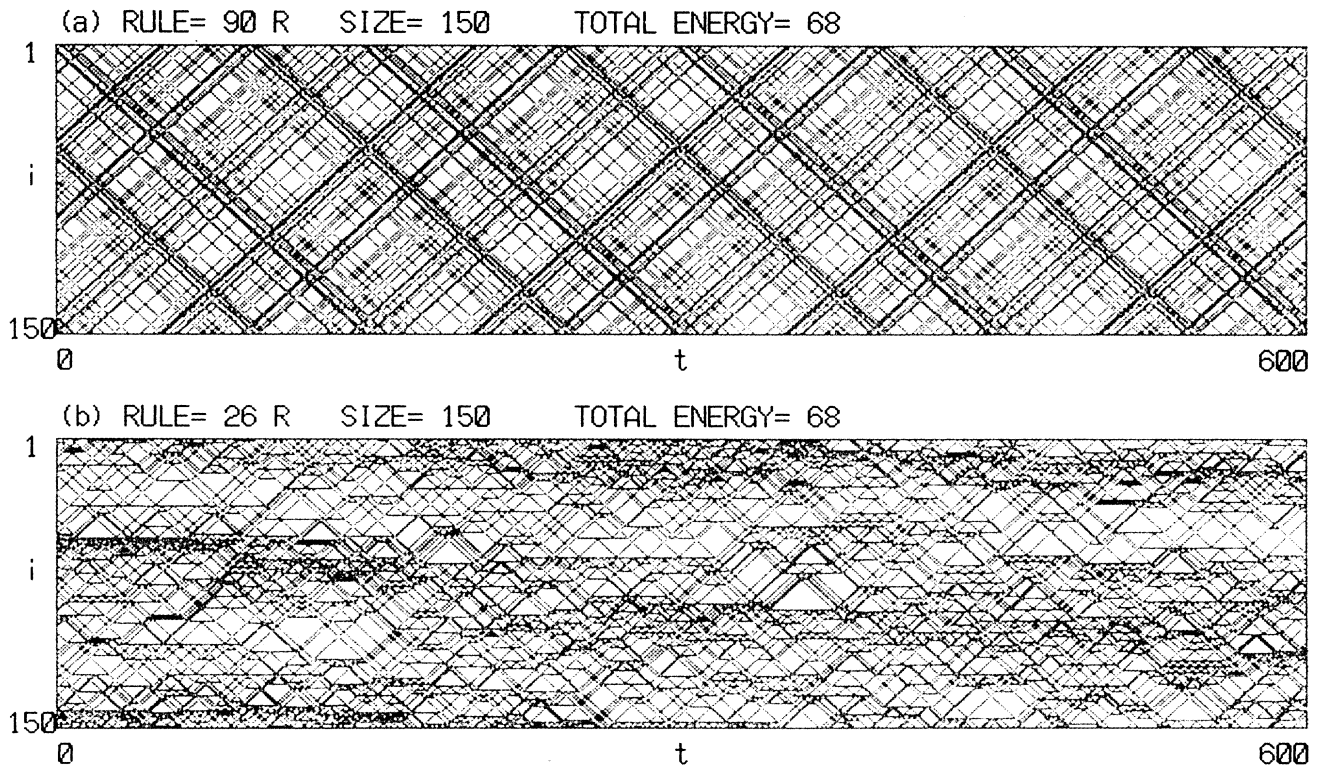 (a) RULE= 90 R SIZE= 150 TOTAL ENERGY= 68
1
i
150
0 t 600
(b) RULE= 26 R SIZE= 150 TOTAL ENERGY= 68
1
i
150
0 t 600